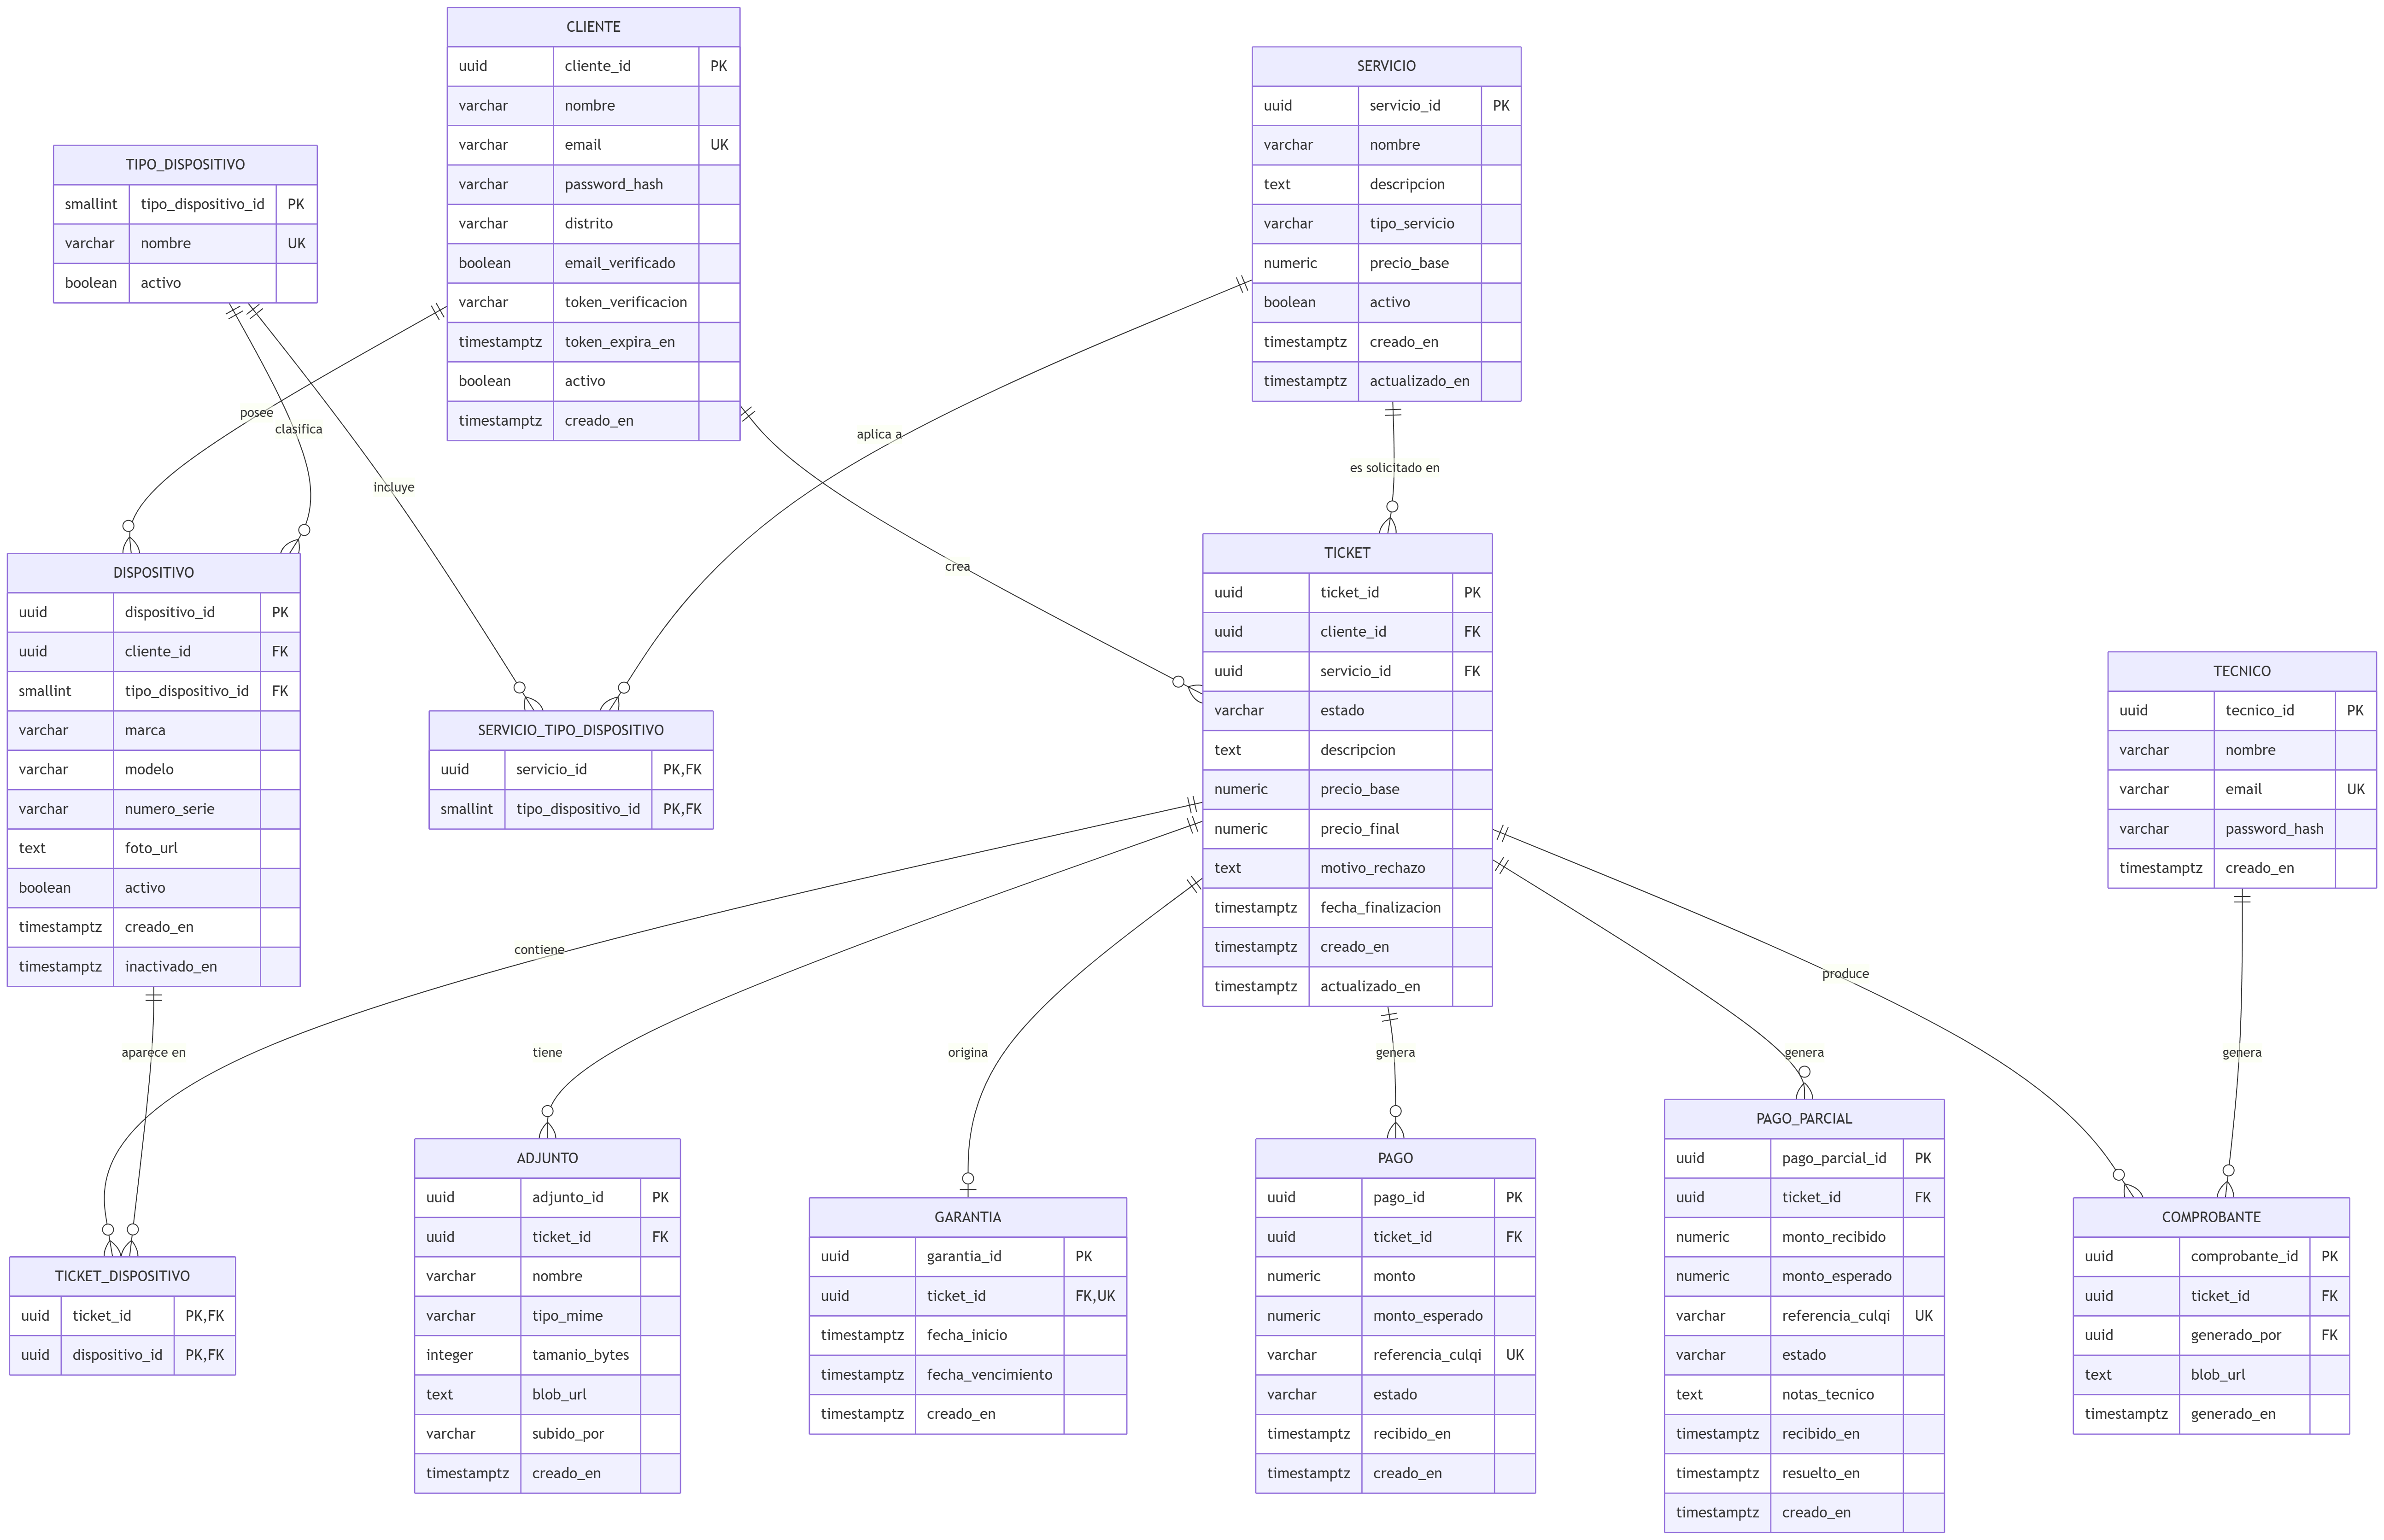 CLIENTE
uuid cliente_id PK
varchar nombre
varchar email UK
varchar password_hash
varchar distrito
boolean email_verificado
varchar token_verificacion
timestamptz token_expira_en
boolean activo
timestamptz creado_en
SERVICIO
uuid servicio_id PK
varchar nombre
text descripcion
varchar tipo_servicio
numeric precio_base
boolean activo
timestamptz creado_en
timestamptz actualizado_en
TIPO_DISPOSITIVO
smallint tipo_dispositivo_id PK
varchar nombre UK
boolean activo
posee
clasifica
incluye
aplica a
es solicitado en
crea
DISPOSITIVO
uuid dispositivo_id PK
uuid cliente_id FK
smallint tipo_dispositivo_id FK
varchar marca
varchar modelo
varchar numero_serie
text foto_url
boolean activo
timestamptz creado_en
timestamptz inactivado_en
SERVICIO_TIPO_DISPOSITIVO
uuid servicio_id PK,FK
smallint tipo_dispositivo_id PK,FK
TICKET
uuid ticket_id PK
uuid cliente_id FK
uuid servicio_id FK
varchar estado
text descripcion
numeric precio_base
numeric precio_final
text motivo_rechazo
timestamptz fecha_finalizacion
timestamptz creado_en
timestamptz actualizado_en
TECNICO
uuid tecnico_id PK
varchar nombre
varchar email UK
varchar password_hash
timestamptz creado_en
contiene
produce
aparece en
tiene
origina
genera
genera
genera
TICKET_DISPOSITIVO
uuid ticket_id PK,FK
uuid dispositivo_id PK,FK
ADJUNTO
uuid adjunto_id PK
uuid ticket_id FK
varchar nombre
varchar tipo_mime
integer tamanio_bytes
text blob_url
varchar subido_por
timestamptz creado_en
GARANTIA
uuid garantia_id PK
uuid ticket_id FK,UK
timestamptz fecha_inicio
timestamptz fecha_vencimiento
timestamptz creado_en
PAGO
uuid pago_id PK
uuid ticket_id FK
numeric monto
numeric monto_esperado
varchar referencia_culqi UK
varchar estado
timestamptz recibido_en
timestamptz creado_en
PAGO_PARCIAL
uuid pago_parcial_id PK
uuid ticket_id FK
numeric monto_recibido
numeric monto_esperado
varchar referencia_culqi UK
varchar estado
text notas_tecnico
timestamptz recibido_en
timestamptz resuelto_en
timestamptz creado_en
COMPROBANTE
uuid comprobante_id PK
uuid ticket_id FK
uuid generado_por FK
text blob_url
timestamptz generado_en